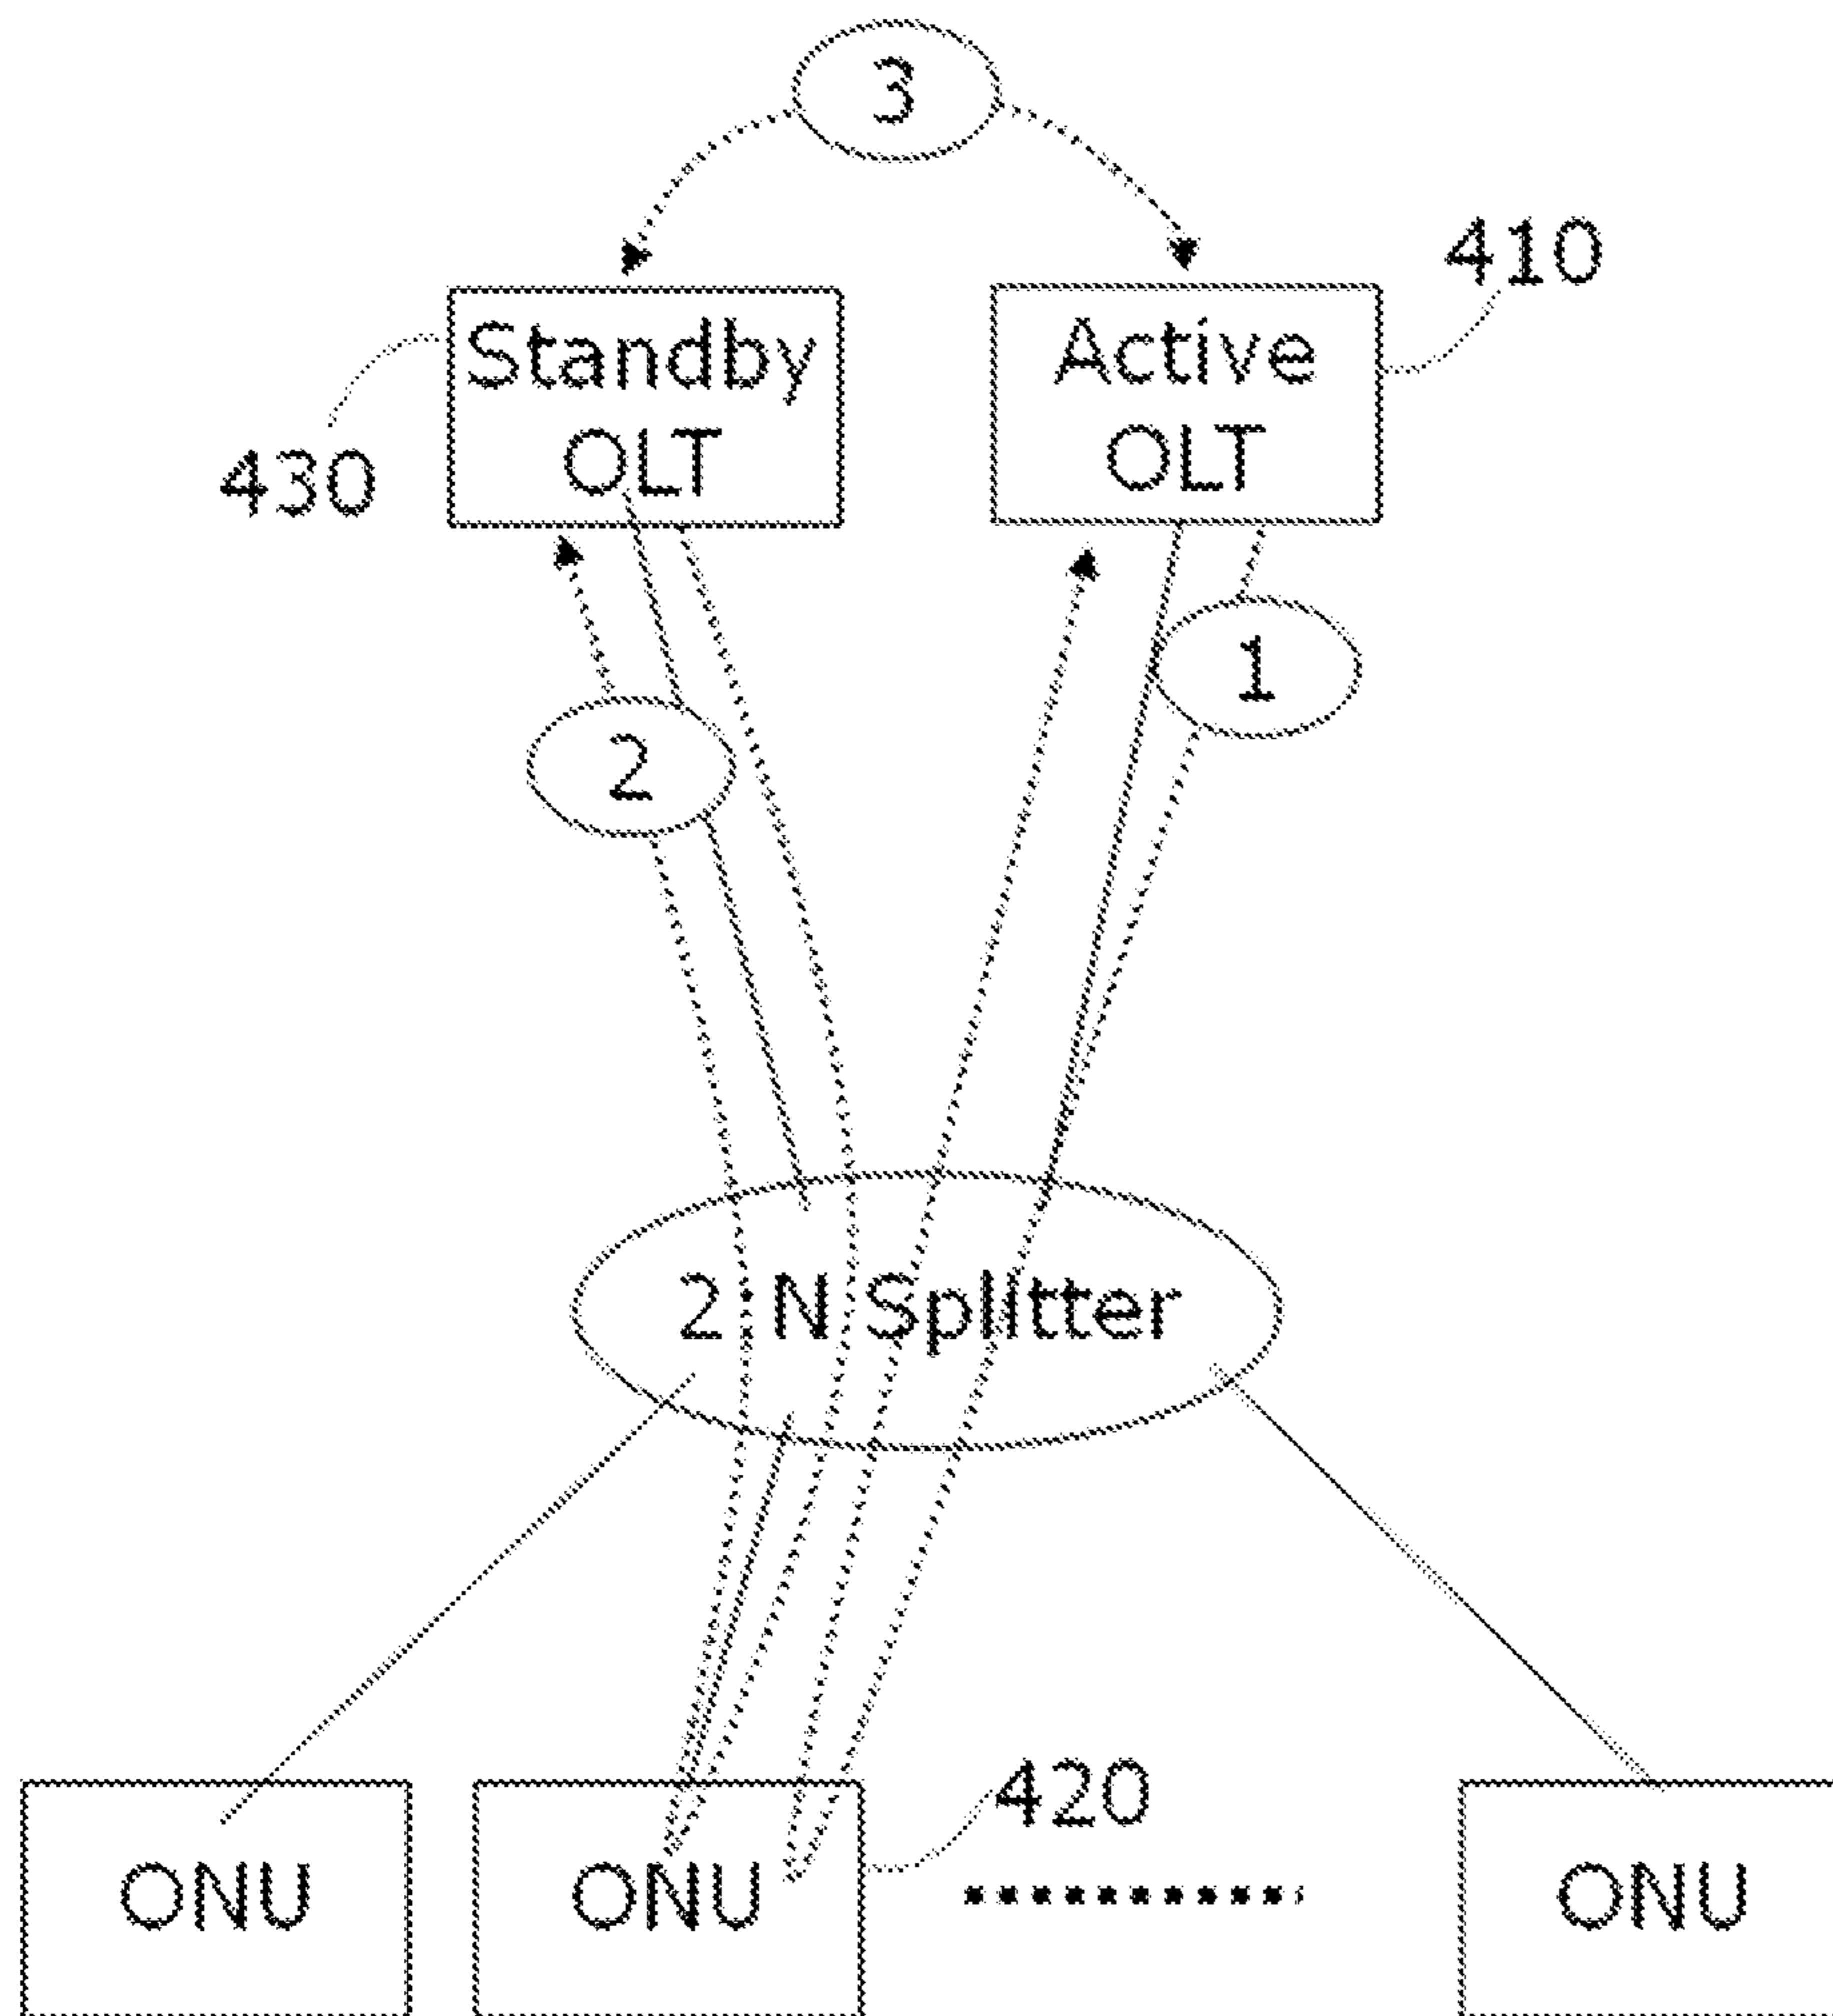 3
410
Standby
OLT
Active
OLT
430
1
2
2:N Splitter
420
ONU
ONU
ONU